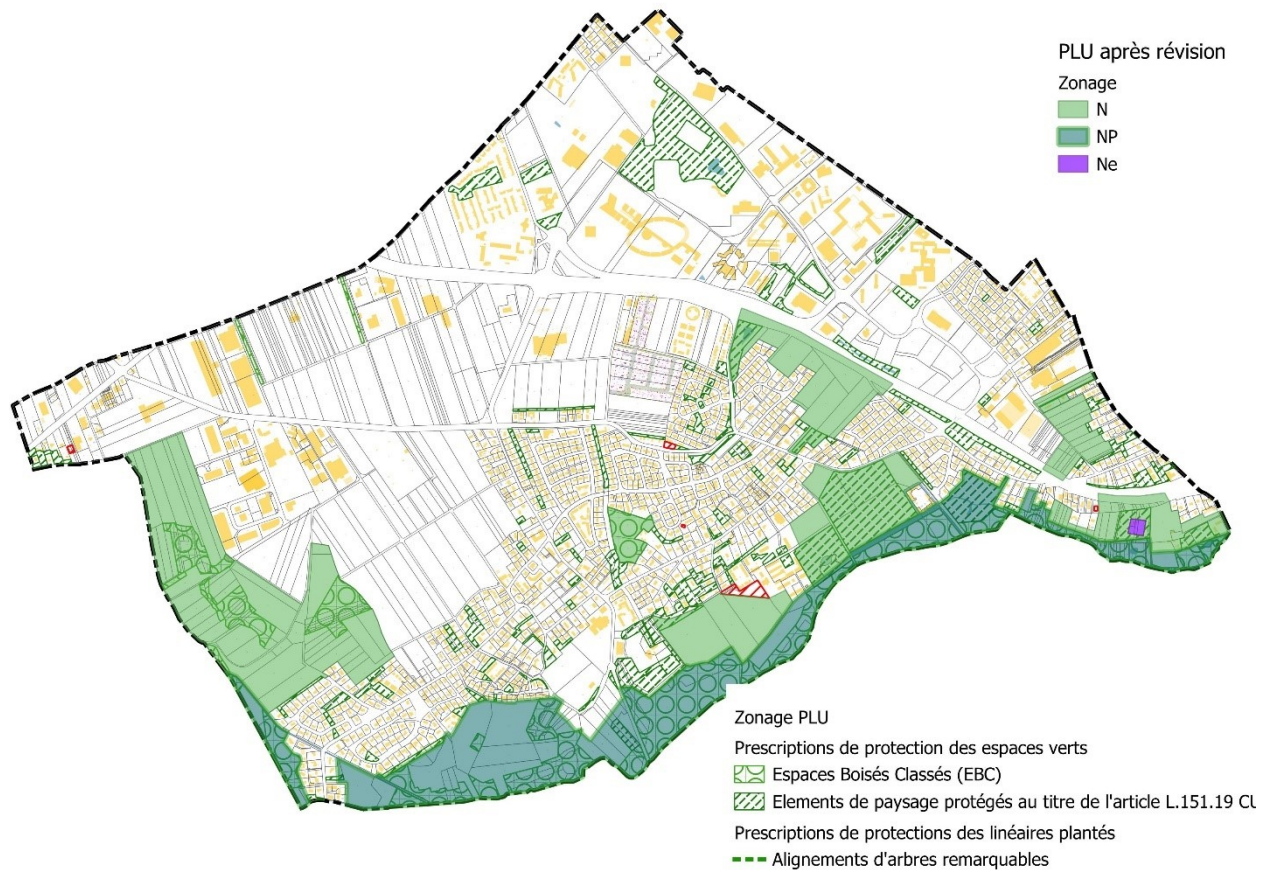 PLU après révision
Zonage
N
NP
Ne
Zonage PLU
Prescriptions de protection des espaces verts
Espaces Boisés Classés (EBC)
Elements de paysage protégés au titre de l'article L.151.19 CU
Prescriptions de protections des linéaires plantés
Alignements d'arbres remarquables